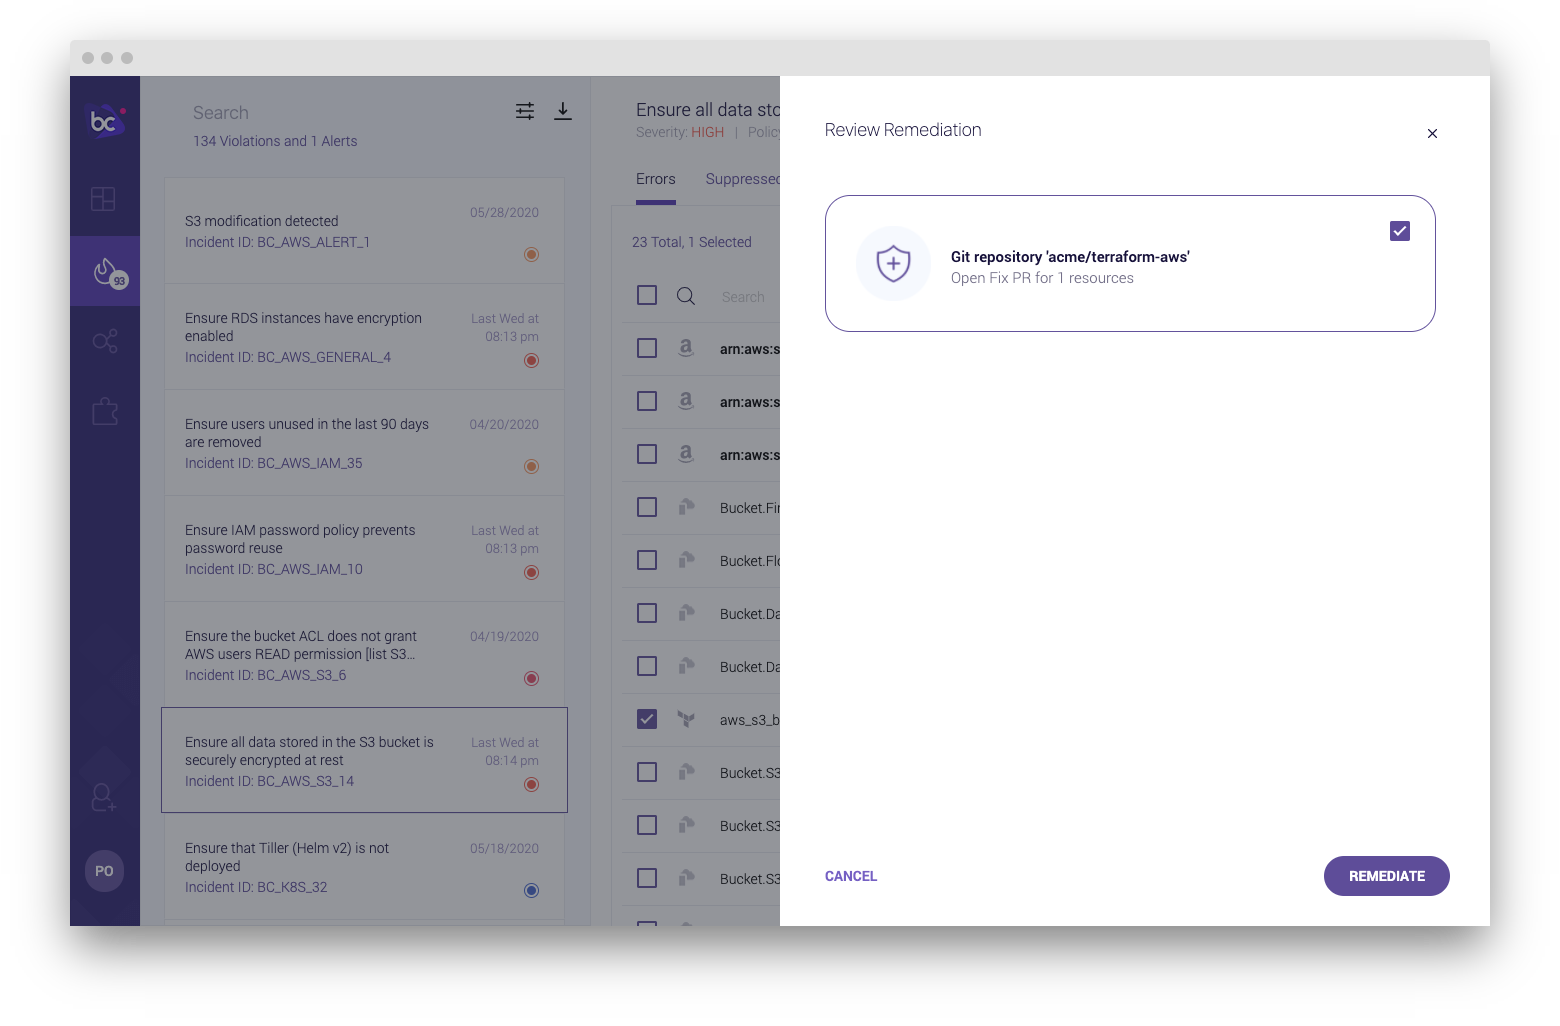 bc
93
PO
Search
134 Violations and 1 Alerts
S3 modification detected
05/28/2020
Incident ID: BC_AWS_ALERT_1
Ensure RDS instances have encryption
enabled
Last Wed at
08:13 pm
Incident ID: BC_AWS_GENERAL_4
Ensure users unused in the last 90 days
are removed
04/20/2020
Incident ID: BC_AWS_IAM_35
Ensure IAM password policy prevents
password reuse
Last Wed at
08:13 pm
Incident ID: BC_AWS_IAM_10
Ensure the bucket ACL does not grant
AWS users READ permission [list S3...
04/19/2020
Incident ID: BC_AWS_S3_6
Ensure all data stored in the S3 bucket is
securely encrypted at rest
Last Wed at
08:14 pm
Incident ID: BC_AWS_S3_14
Ensure that Tiller (Helm v2) is not
deployed
05/18/2020
Incident ID: BC_K8S_32
Ensure all data sto
Severity: HIGH | Policy
Errors Suppressed
23 Total, 1 Selected
Search
arn:aws:s
arn:aws:s
arn:aws:s
Bucket.Fin
Bucket.Flo
Bucket.Da
Bucket.Da
aws_s3_b
Bucket.S3
Bucket.S3
Bucket.S3
Review Remediation
Git repository 'acme/terraform-aws'
Open Fix PR for 1 resources
CANCEL
REMEDIATE